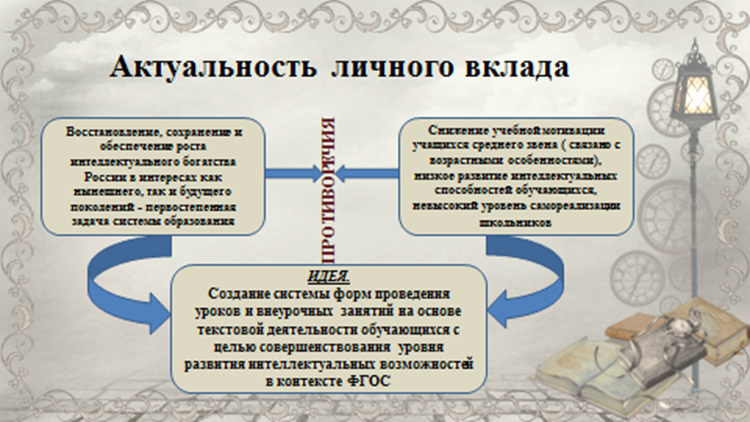 Актуальность личного вклада
Восстановление, сохранение и
обеспечение роста
интеллектуального богатства
России в интересах как
нынешнего, так и будущего
поколений - первостепенная
задача системы образования
ПРОТИВОРЕЧИЯ
Снижение учебноймотивации
учащихся среднего звена ( связано с
возрастными особенностями),
низкое развитие интеллектуальных
способностей обучающихся,
невысокий уровень самореализации
школьников
ИДЕЯ.
Создание системы форм проведения
уроков и внеурочных занятий на основе
текстовой деятельности обучающихся с
целью совершенствования уровня
развития интеллектуальных возможностей
в контексте ФГОС